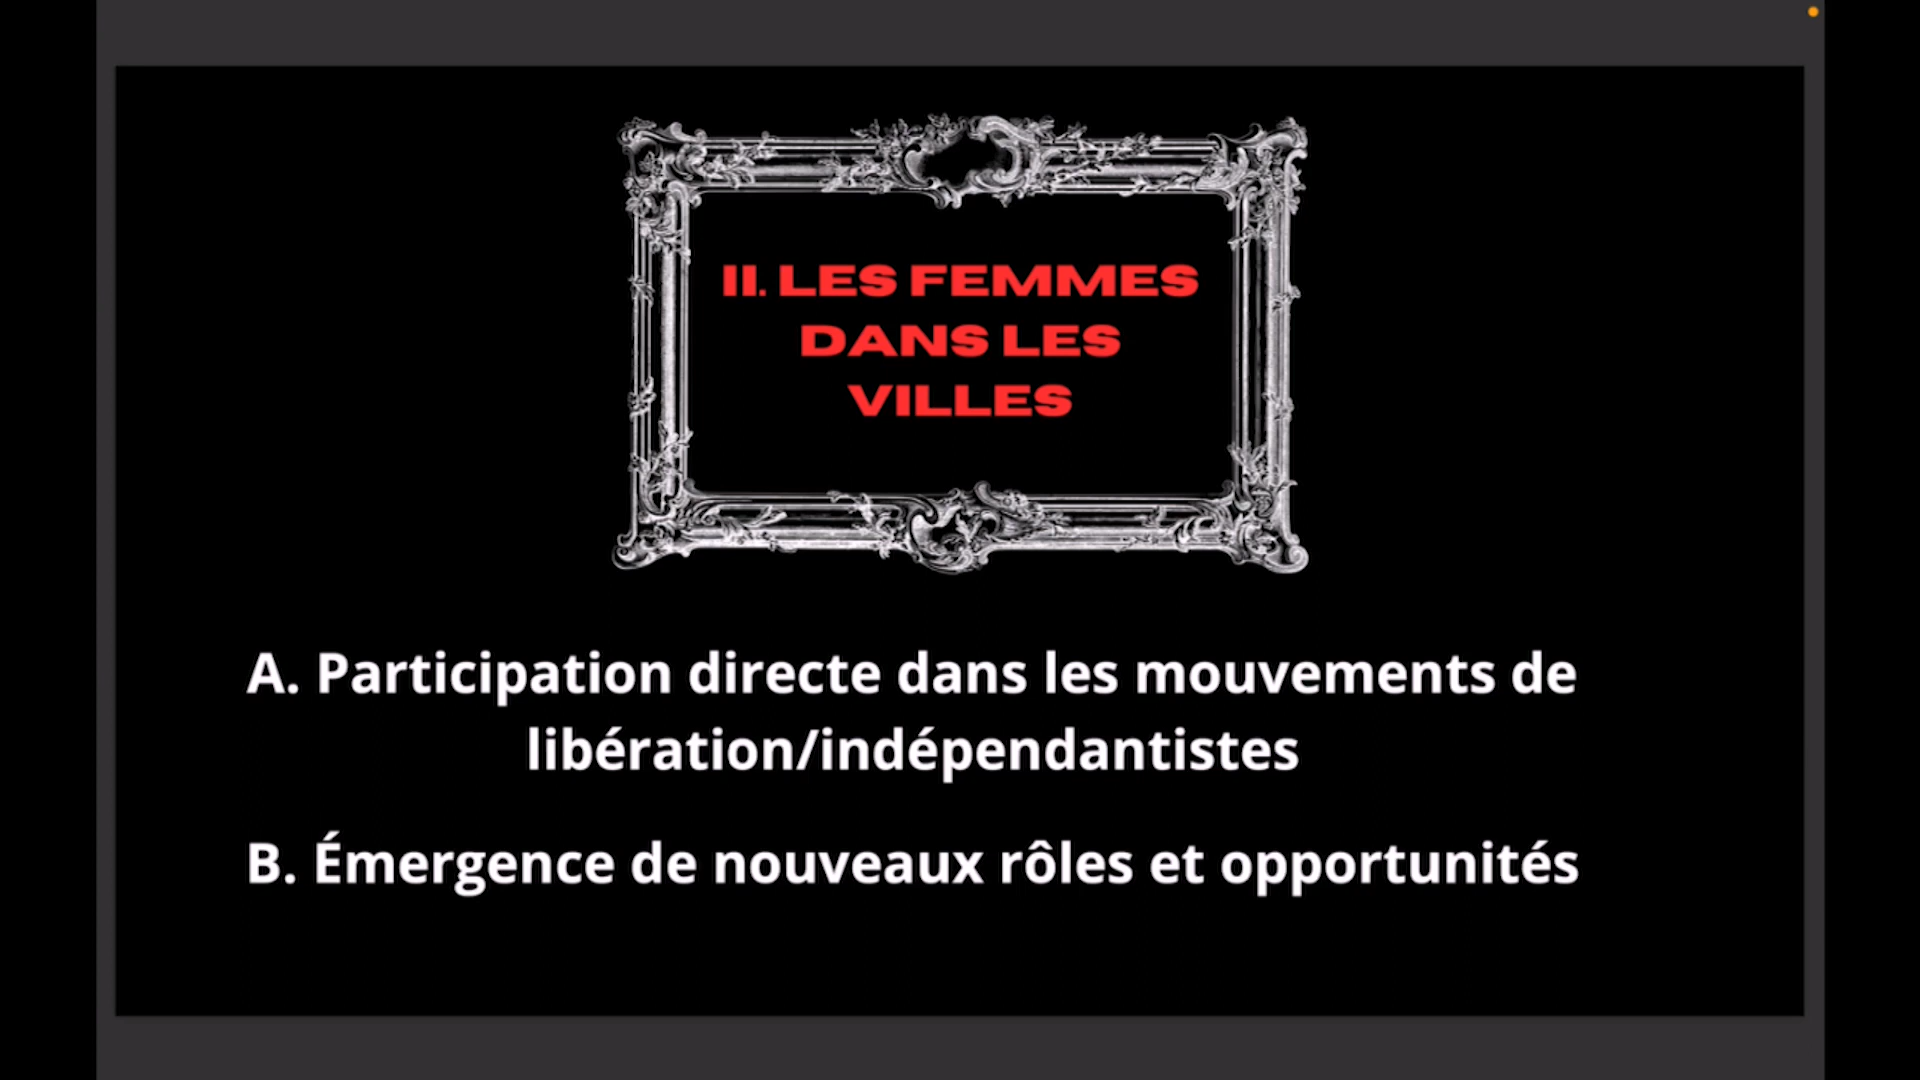 II. LES FEMMES
DANS LES
VILLES
A. Participation directe dans les mouvements de
libération/indépendantistes
B. Émergence de nouveaux rôles et opportunités